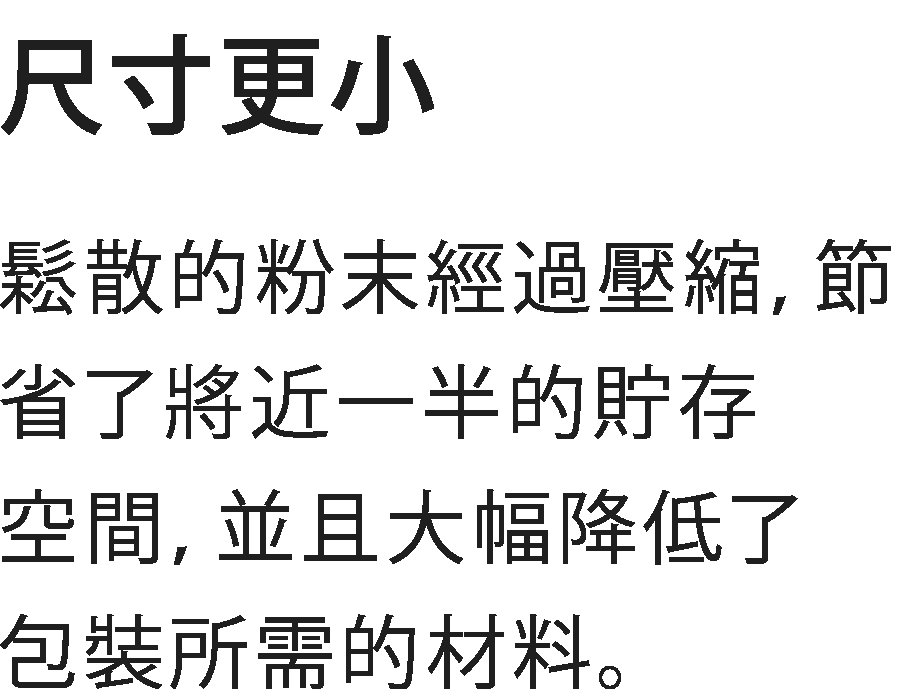 尺寸更小
鬆散的粉末經過壓縮, 節
省了將近一半的貯存
空間, 並且大幅降低了
包裝所需的材料。